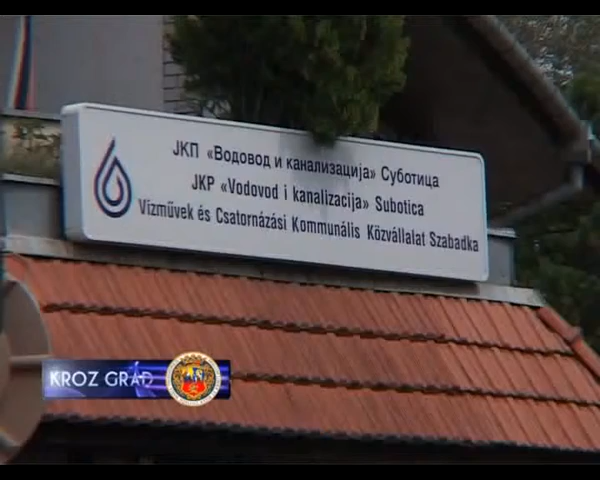 ЈКП «Водовод и канализација» Суботица
JKP «Vodovod i kanalizacija» Subotica
Vízművek és Csatornázási Kommunális Közvállalat Szabadka
KROZ GRAD